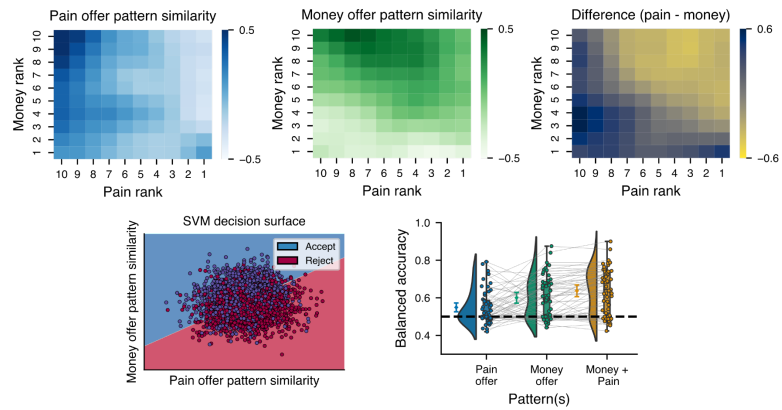 Pain offer pattern similarity
Money rank
10
9
8
7
6
5
4
3
2
1
10 9 8 7 6 5 4 3 2 1
Pain rank
0.5
−0.5
Money offer pattern similarity
Money rank
10
9
8
7
6
5
4
3
2
1
10 9 8 7 6 5 4 3 2 1
Pain rank
0.5
−0.5
Difference (pain - money)
Money rank
10
9
8
7
6
5
4
3
2
1
10 9 8 7 6 5 4 3 2 1
Pain rank
0.6
−0.6
SVM decision surface
Money offer pattern similarity
Accept
Reject
Pain offer pattern similarity
Balanced accuracy
1.0
0.8
0.6
0.4
Pain
offer
Money
offer
Money +
Pain
Pattern(s)